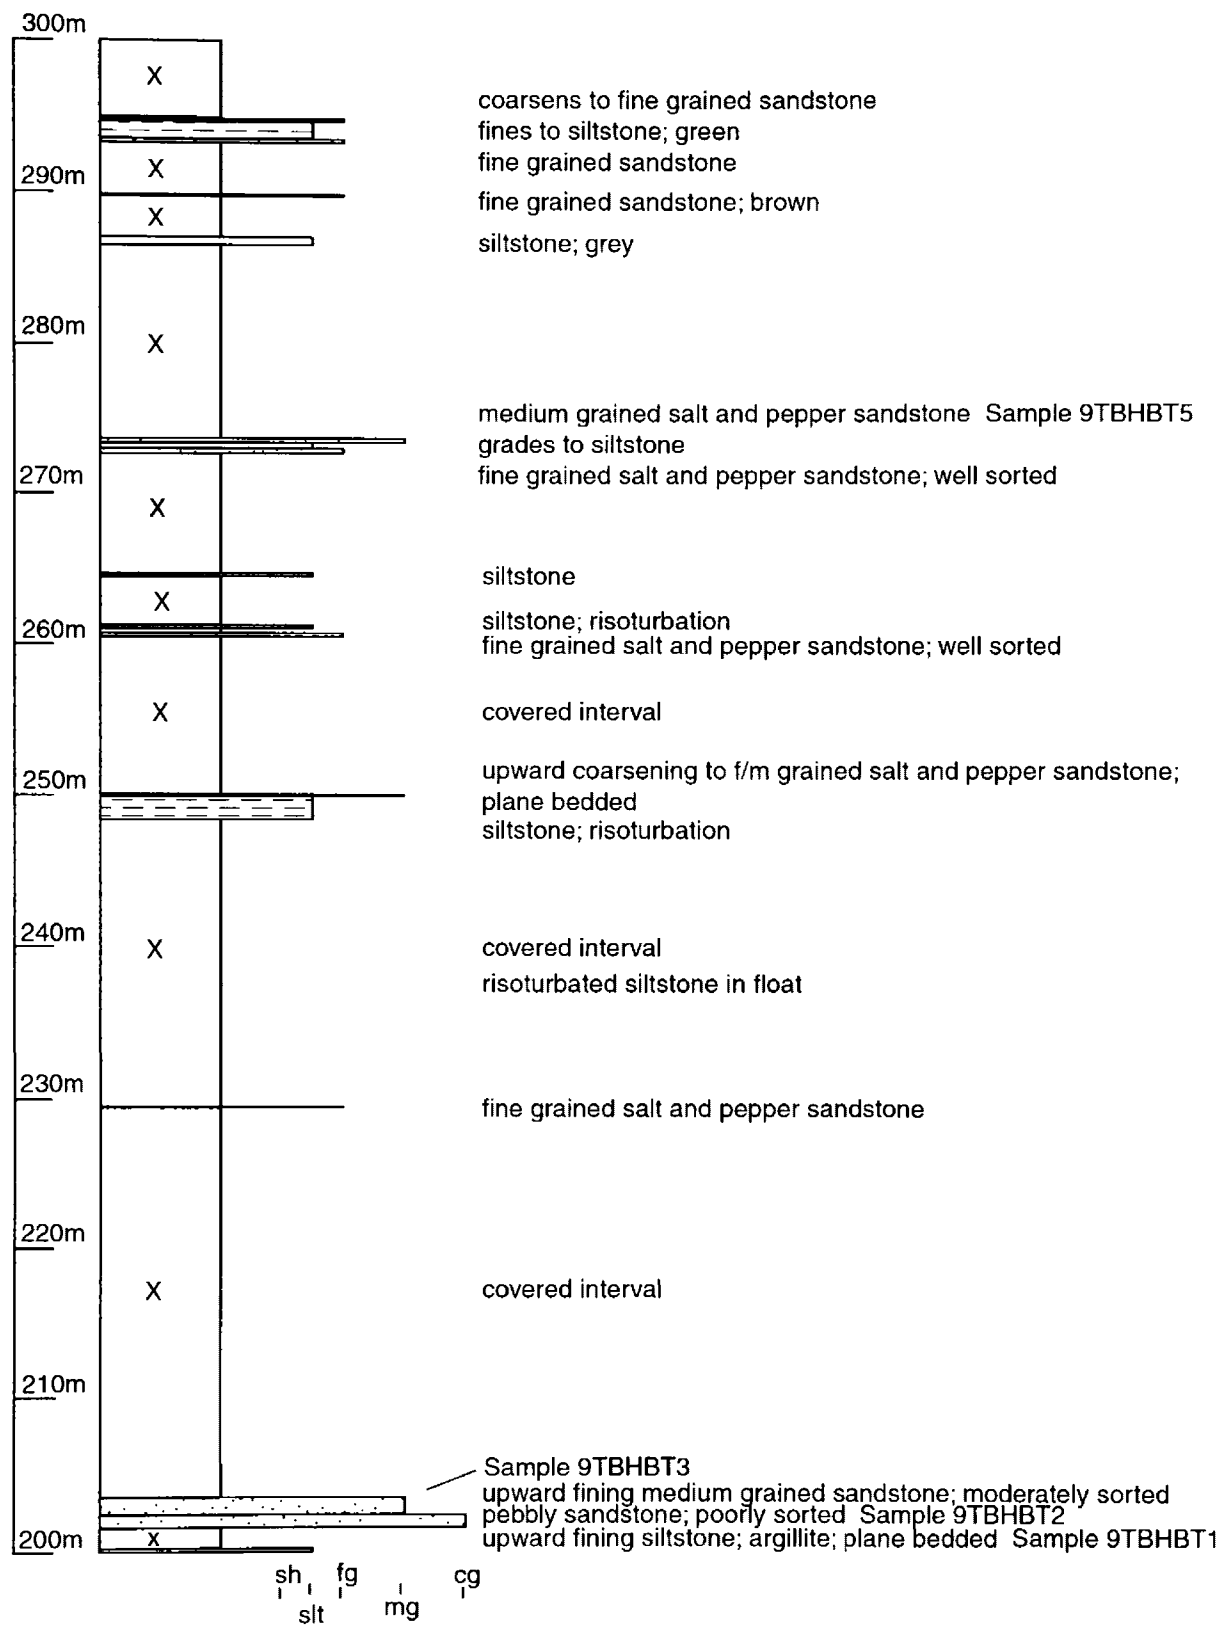 300m
X
coarsens to fine grained sandstone
fines to siltstone; green
X
fine grained sandstone
290m
fine grained sandstone; brown
X
siltstone; grey
280m
X
medium grained salt and pepper sandstone Sample 9TBHBT5
grades to siltstone
270m
fine grained salt and pepper sandstone; well sorted
X
siltstone
X
siltstone; risoturbation
260m
fine grained salt and pepper sandstone; well sorted
X
covered interval
upward coarsening to f/m grained salt and pepper sandstone;
250m
plane bedded
siltstone; risoturbation
240m
X
covered interval
risoturbated siltstone in float
230m
fine grained salt and pepper sandstone
220m
X
covered interval
210m
Sample 9TBHBT3
upward fining medium grained sandstone; moderately sorted
pebbly sandstone; poorly sorted Sample 9TBHBT2
200m
X
upward fining siltstone; argillite; plane bedded Sample 9TBHBT1
sh fg cg
slt mg